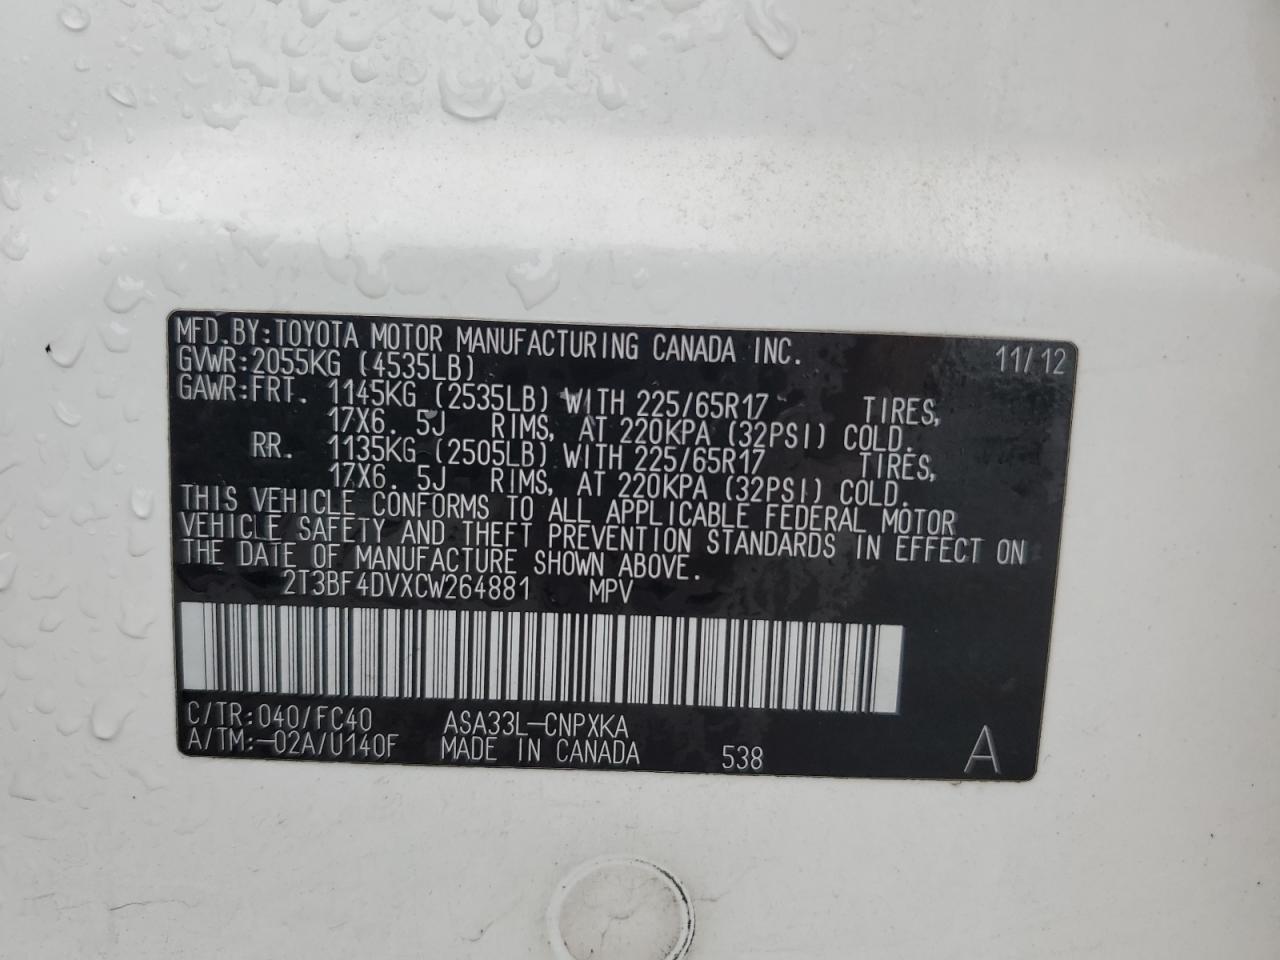 MFD.BY:TOYOTA MOTOR MANUFACTURING CANADA INC. 11/12
GVWR:2055KG (4535LB)
GAWR:FRT. 1145KG (2535LB) WITH 225/65R17 TIRES,
17X6. 5J RIMS, AT 220KPA (32PSI) COLD.
RR. 1135KG (2505LB) WITH 225/65R17 TIRES,
17X6. 5J RIMS, AT 220KPA (32PSI) COLD.
THIS VEHICLE CONFORMS TO ALL APPLICABLE FEDERAL MOTOR
VEHICLE SAFETY AND THEFT PREVENTION STANDARDS IN EFFECT ON
THE DATE OF MANUFACTURE SHOWN ABOVE.
2T3BF4DVXCW264881 MPV
C/TR:040/FC40 ASA33L-CNPXKA
A/TM:-02A/U140F MADE IN CANADA 538 A